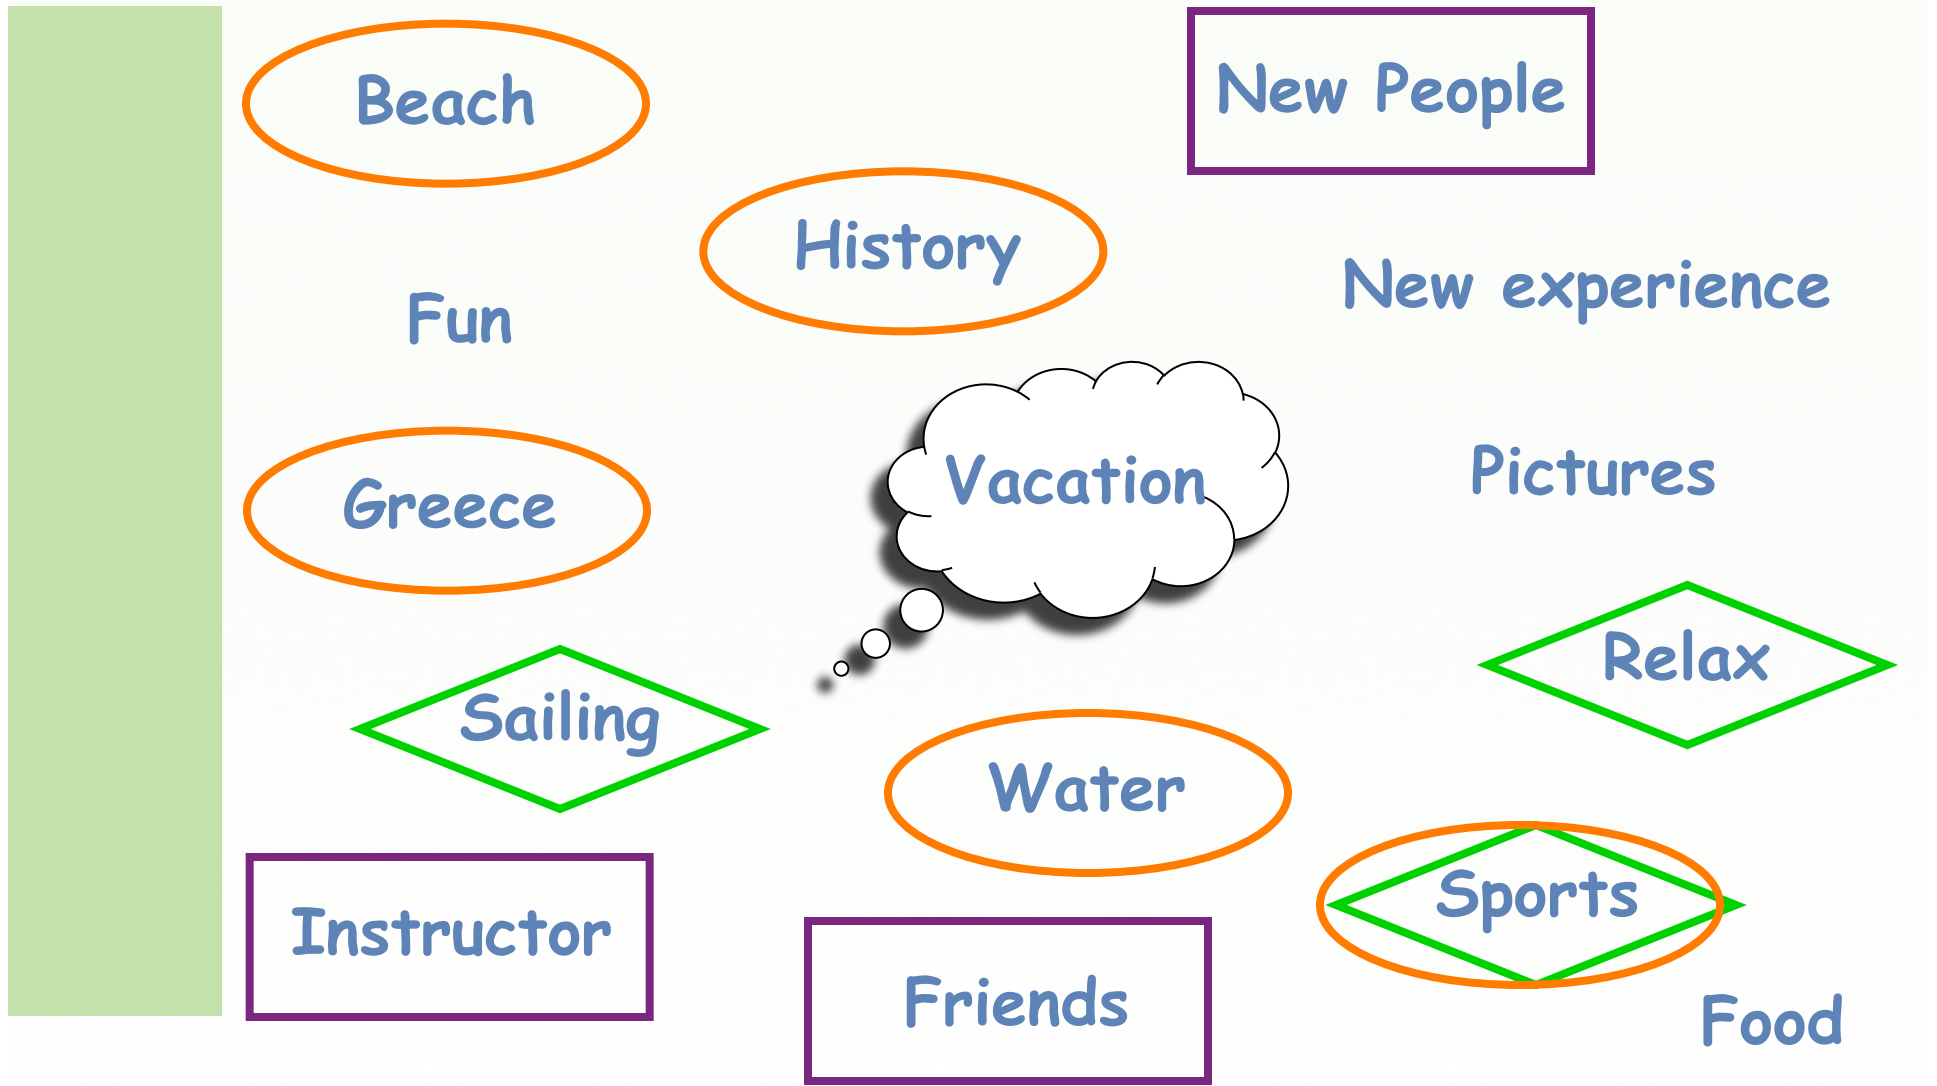 Beach
New People
History
New experience
Fun
Pictures
Vacation
Greece
Relax
Sailing
Water
Sports
Instructor
Friends
Food